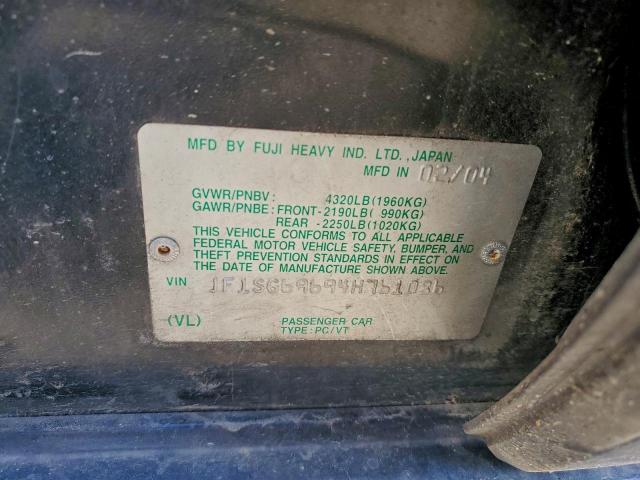 MFD BY FUJI HEAVY IND. LTD., JAPAN
MFD IN 02/04
GVWR/PNBV: 4320LB(1960KG)
GAWR/PNBE: FRONT-2190LB( 990KG)
REAR -2250LB(1020KG)
THIS VEHICLE CONFORMS TO ALL APPLICABLE
FEDERAL MOTOR VEHICLE SAFETY, BUMPER, AND
THEFT PREVENTION STANDARDS IN EFFECT ON
THE DATE OF MANUFACTURE SHOWN ABOVE.
VIN
(VL) PASSENGER CAR
TYPE: PC/VT